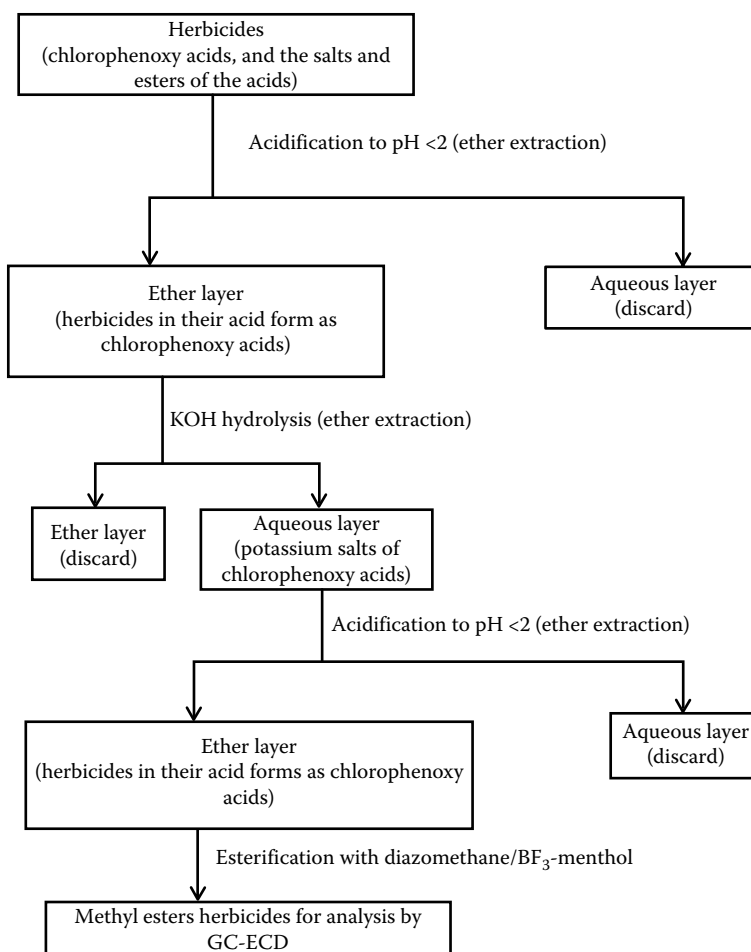 Herbicides
(chlorophenoxy acids, and the salts and
esters of the acids)
Acidification to pH <2 (ether extraction)
Ether layer
(herbicides in their acid form as
chlorophenoxy acids)
Aqueous layer
(discard)
KOH hydrolysis (ether extraction)
Ether layer
(discard)
Aqueous layer
(potassium salts of
chlorophenoxy acids)
Acidification to pH <2 (ether extraction)
Ether layer
(herbicides in their acid forms as chlorophenoxy
acids)
Aqueous layer
(discard)
Esterification with diazomethane/BF₃-menthol
Methyl esters herbicides for analysis by
GC-ECD